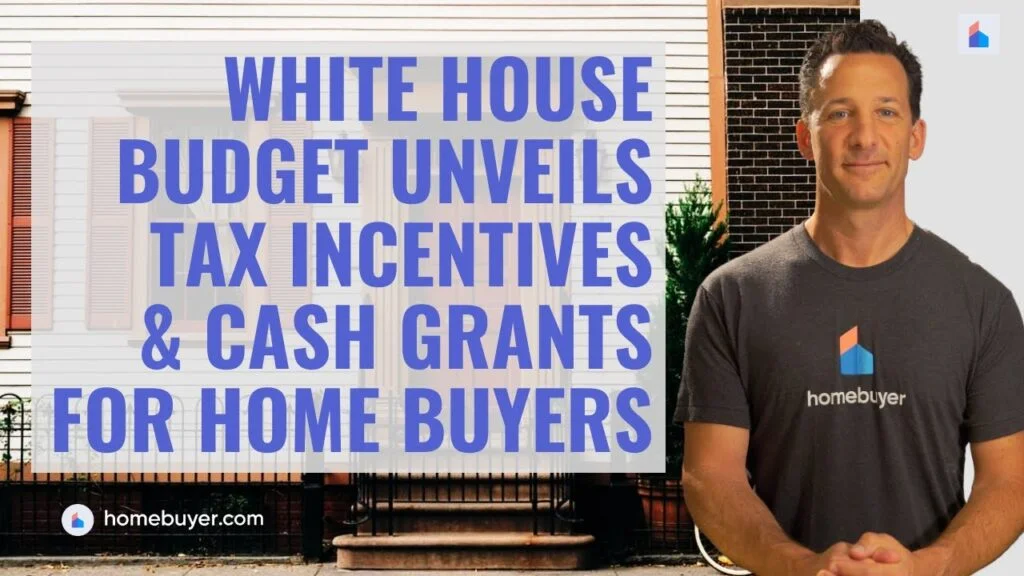 WHITE HOUSE
BUDGET UNVEILS
TAX INCENTIVES
& CASH GRANTS
FOR HOME BUYERS
homebuyer
homebuyer.com